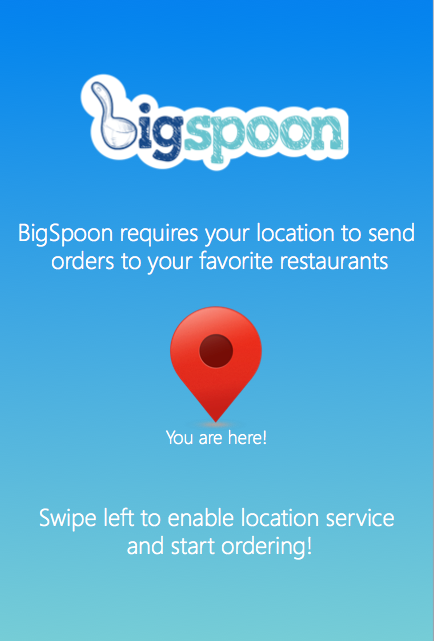 bigspoon
BigSpoon requires your location to send
orders to your favorite restaurants
You are here!
Swipe left to enable location service
and start ordering!